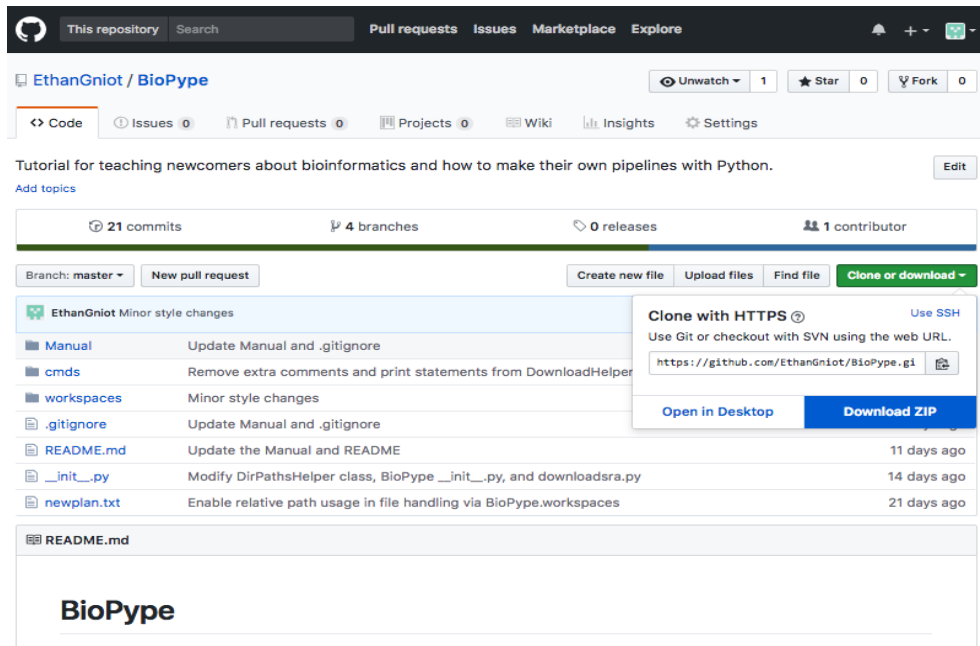 This repository Search Pull requests Issues Marketplace Explore
EthanGniot / BioPype Unwatch 1 Star 0 Fork 0
Code Issues 0 Pull requests 0 Projects 0 Wiki Insights Settings
Tutorial for teaching newcomers about bioinformatics and how to make their own pipelines with Python. Edit
Add topics
21 commits 4 branches 0 releases 1 contributor
Branch: master New pull request Create new file Upload files Find file Clone or download
EthanGniot Minor style changes
Clone with HTTPS Use SSH
Use Git or checkout with SVN using the web URL.
https://github.com/EthanGniot/BioPype.gi
Open in Desktop Download ZIP
Manual Update Manual and .gitignore
cmds Remove extra comments and print statements from DownloadHelper
workspaces Minor style changes
.gitignore Update Manual and .gitignore
README.md Update the Manual and README 11 days ago
__init__.py Modify DirPathsHelper class, BioPype __init__.py, and downloadsra.py 14 days ago
newplan.txt Enable relative path usage in file handling via BioPype.workspaces 21 days ago
README.md
BioPype